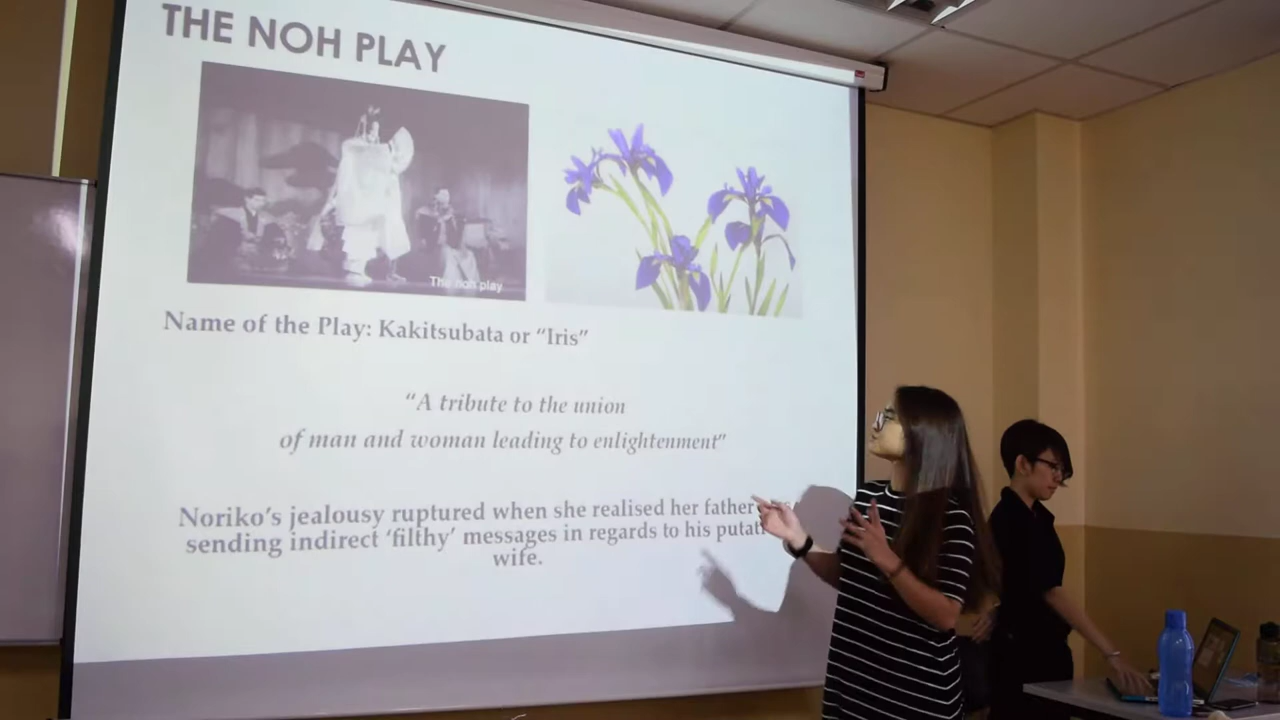 THE NOH PLAY
The noh play
Name of the Play: Kakitsubata or “Iris”
“A tribute to the union
of man and woman leading to enlightenment”
Noriko’s jealousy ruptured when she realised her father
sending indirect ‘filthy’ messages in regards to his
wife.